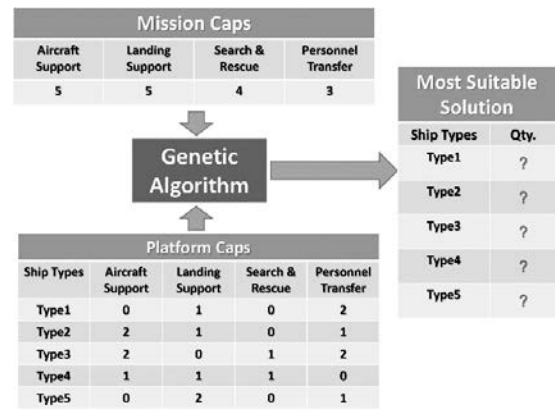 Mission Caps
Aircraft Support Landing Support Search & Rescue Personnel Transfer
5 5 4 3
Genetic Algorithm
Most Suitable Solution
Ship Types Qty.
Type1 ?
Type2 ?
Type3 ?
Type4 ?
Type5 ?
Platform Caps
Ship Types Aircraft Support Landing Support Search & Rescue Personnel Transfer
Type1 0 1 0 2
Type2 2 1 0 1
Type3 2 0 1 2
Type4 1 1 1 0
Type5 0 2 0 1